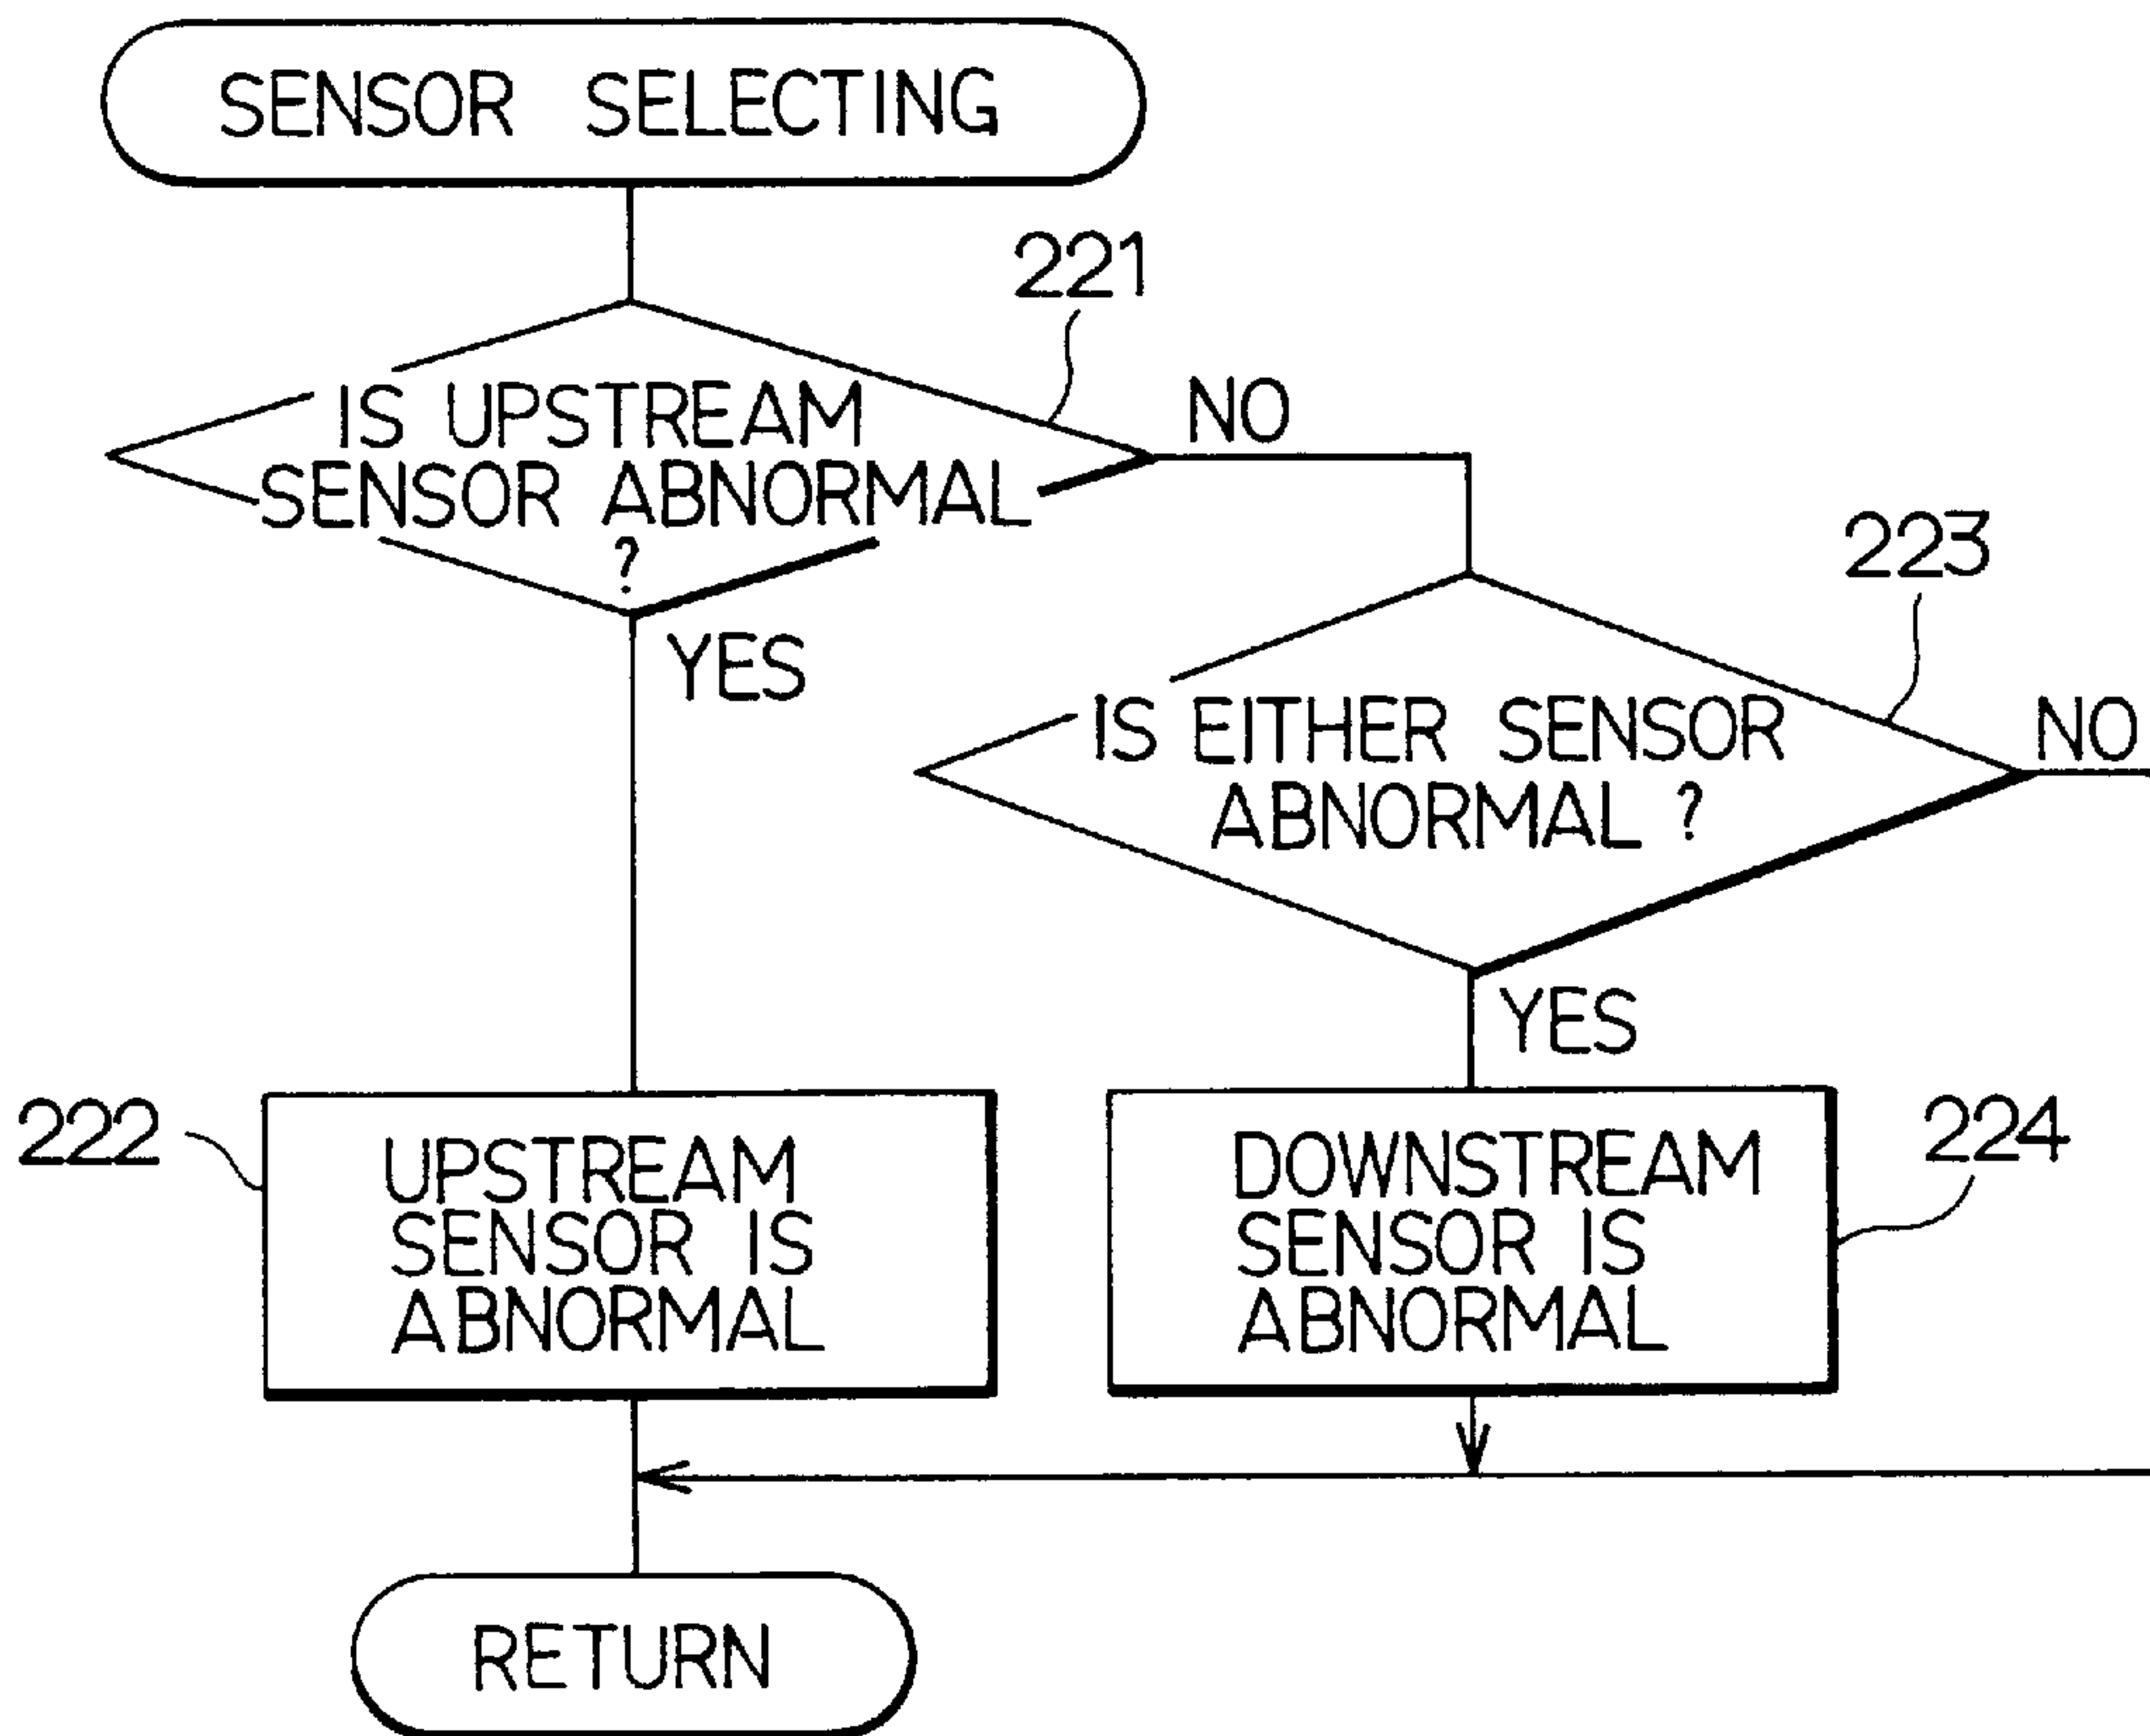 SENSOR SELECTING
221
IS UPSTREAM
SENSOR ABNORMAL
?
NO
YES
223
IS EITHER SENSOR
ABNORMAL ?
NO
YES
222
UPSTREAM
SENSOR IS
ABNORMAL
DOWNSTREAM
SENSOR IS
ABNORMAL
224
RETURN